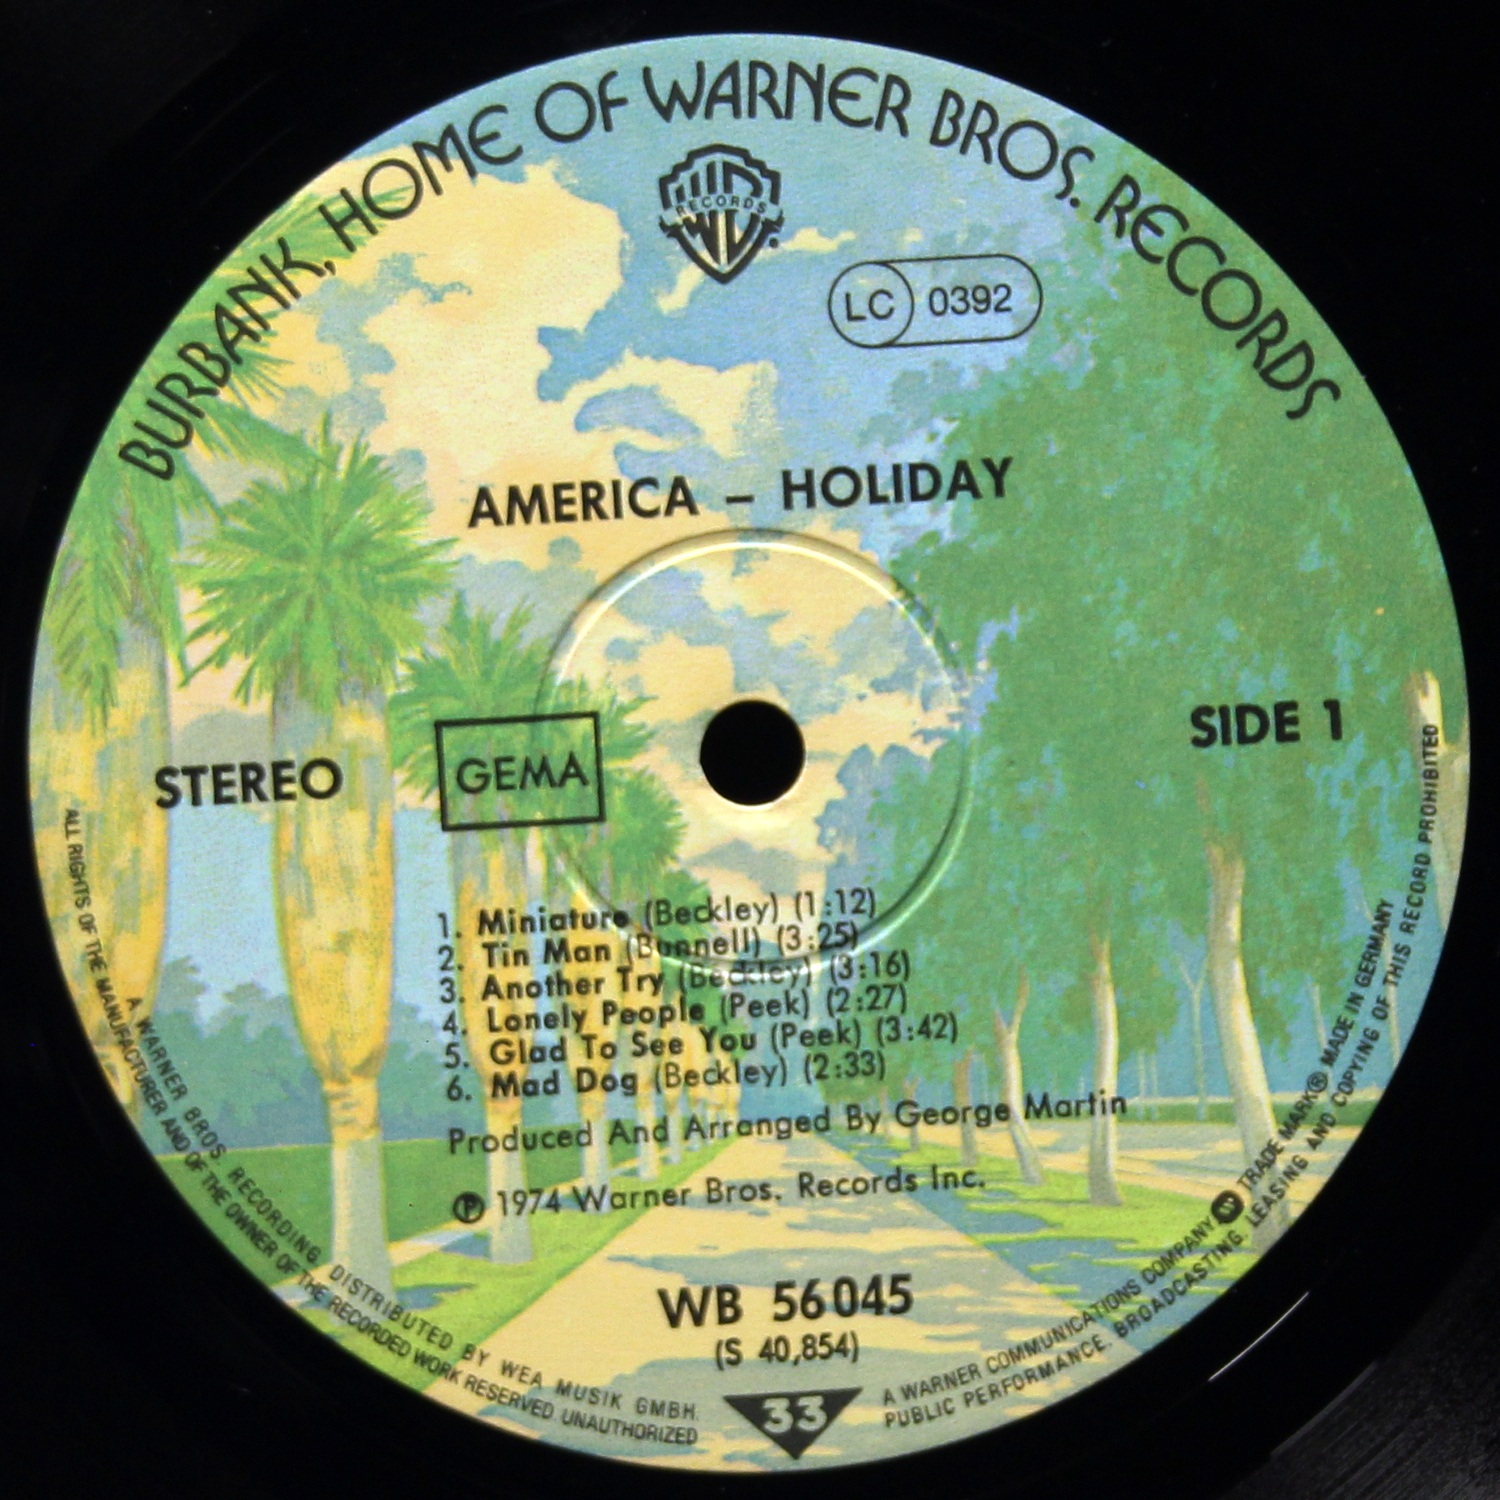 BURBANK, HOME OF WARNER BROS. RECORDS
RECORDS
LC 0392
AMERICA – HOLIDAY
SIDE 1
STEREO
GEMA
1. Miniature (Beckley) (1:12)
2. Tin Man (Bunnell) (3:25)
3. Another Try (Beckley) (3:16)
4. Lonely People (Peek) (2:27)
5. Glad To See You (Peek) (3:42)
6. Mad Dog (Beckley) (2:33)
Produced And Arranged By George Martin
℗ 1974 Warner Bros. Records Inc.
WB 56 045
(S 40,854)
33
A WARNER BROS. RECORDING. DISTRIBUTED BY WEA MUSIK GMBH. A WARNER COMMUNICATIONS COMPANY TRADE MARK® MADE IN GERMANY
ALL RIGHTS OF THE MANUFACTURER AND OF THE OWNER OF THE RECORDED WORK RESERVED UNAUTHORIZED PUBLIC PERFORMANCE. BROADCASTING. LEASING AND COPYING OF THIS RECORD PROHIBITED